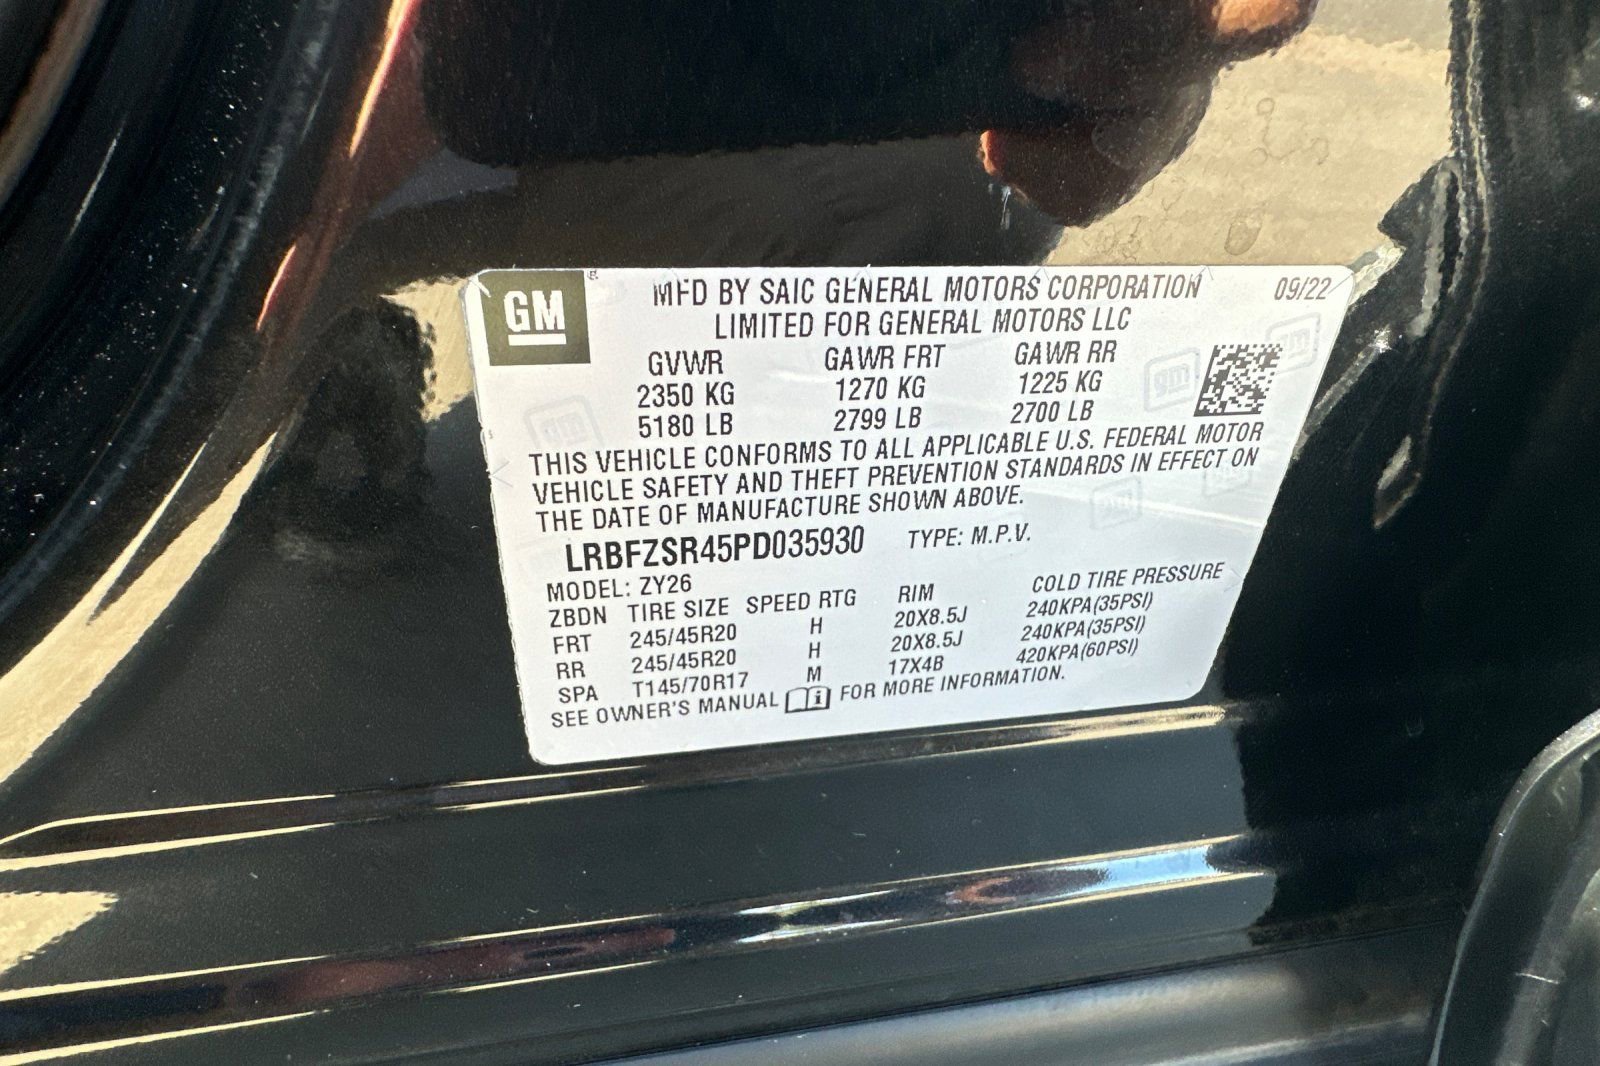 GM
MFD BY SAIC GENERAL MOTORS CORPORATION 09/22
LIMITED FOR GENERAL MOTORS LLC
GVWR GAWR FRT GAWR RR
2350 KG 1270 KG 1225 KG
5180 LB 2799 LB 2700 LB
THIS VEHICLE CONFORMS TO ALL APPLICABLE U.S. FEDERAL MOTOR
VEHICLE SAFETY AND THEFT PREVENTION STANDARDS IN EFFECT ON
THE DATE OF MANUFACTURE SHOWN ABOVE.
LRBFZSR45PD035930 TYPE: M.P.V.
MODEL: ZY26
ZBDN TIRE SIZE SPEED RTG RIM COLD TIRE PRESSURE
FRT 245/45R20 H 20X8.5J 240KPA(35PSI)
RR 245/45R20 H 20X8.5J 240KPA(35PSI)
SPA T145/70R17 M 17X4B 420KPA(60PSI)
SEE OWNER'S MANUAL FOR MORE INFORMATION.